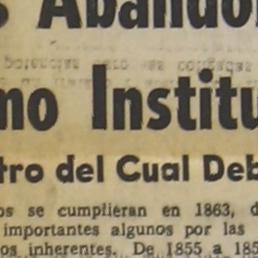 s Abandon
mo Institu
tro del Cual Deb
os se cumplieran en 1863, d
importantes algunos por las
os inherentes. De 1855 a 185